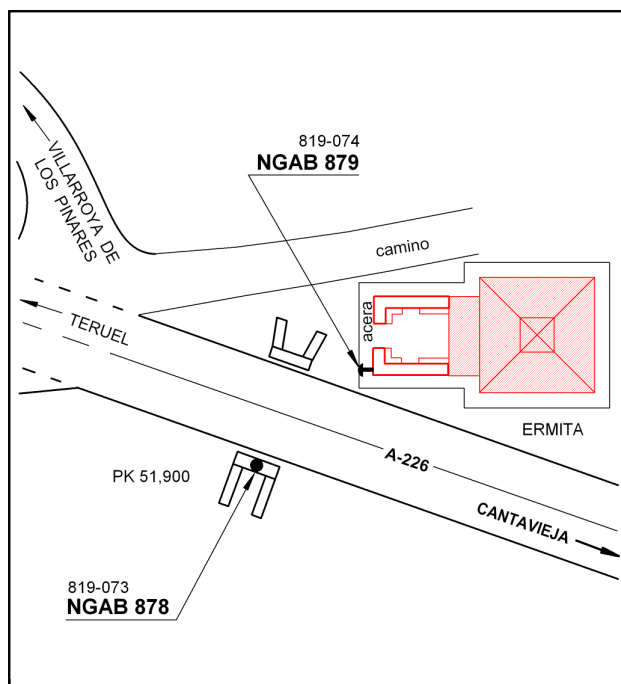 819-074
NGAB 879
VILLARROYA DE
LOS PINARES
camino
acera
TERUEL
ERMITA
A-226
PK 51,900
CANTAVIEJA
819-073
NGAB 878